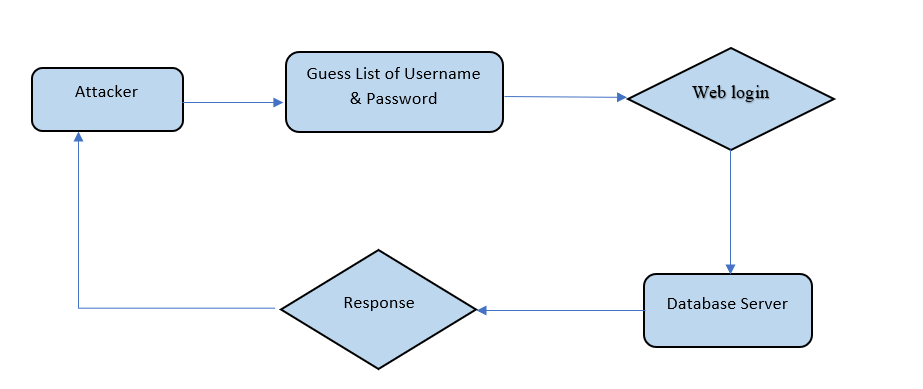 Attacker
Guess List of Username
& Password
Web login
Response
Database Server